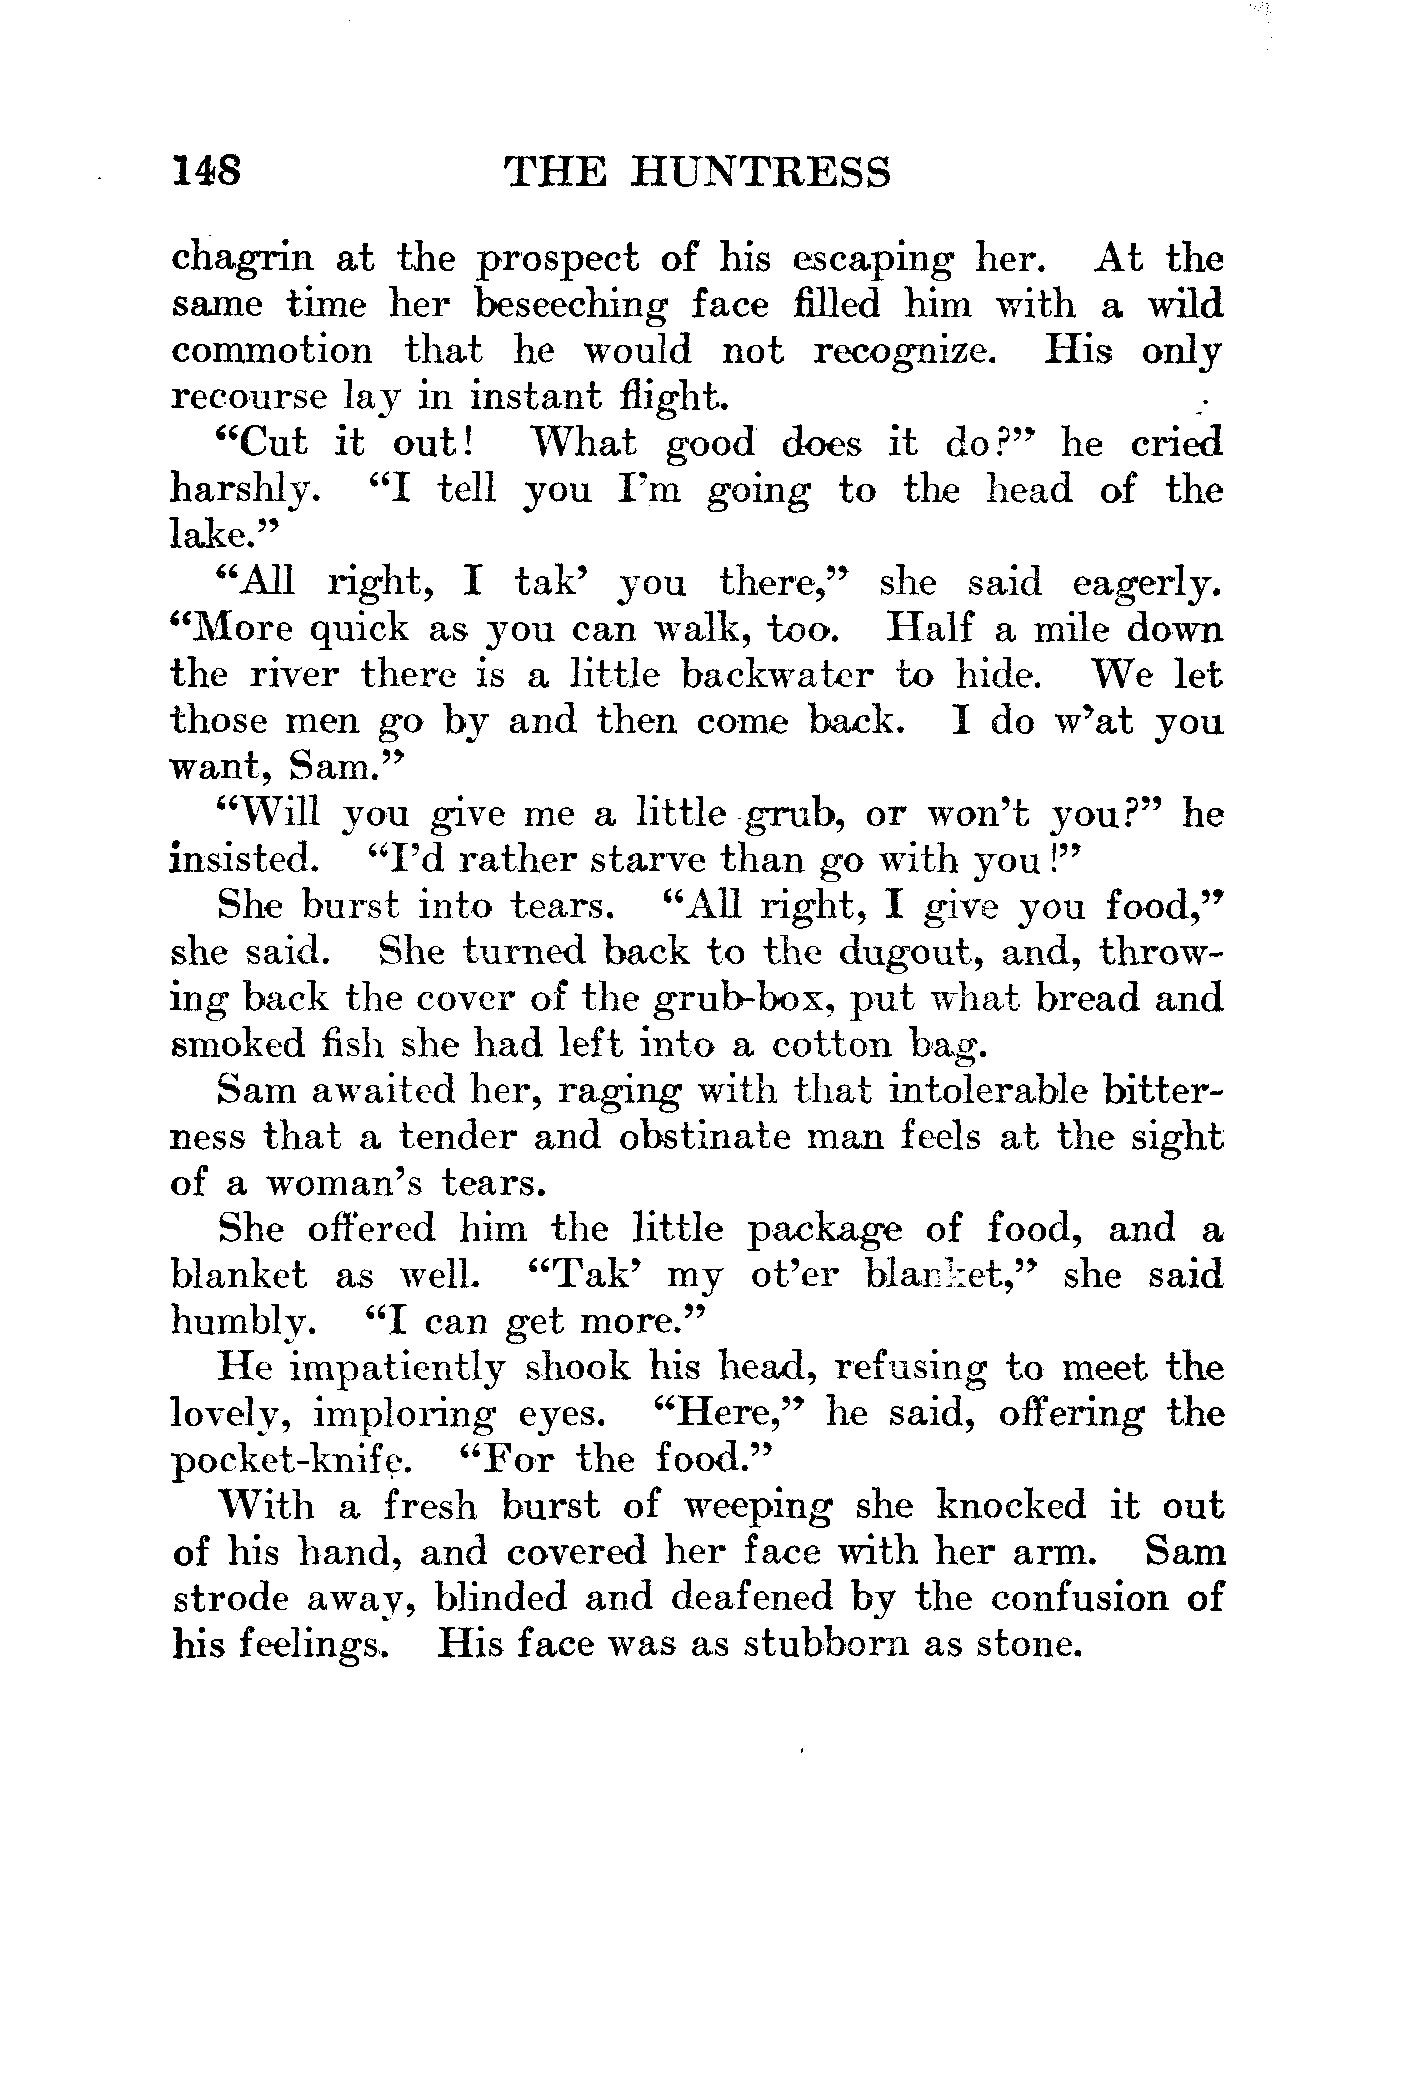 148 THE HUNTRESS
chagrin at the prospect of his escaping her. At the
same time her beseeching face filled him with a wild
commotion that he would not recognize. His only
recourse lay in instant flight.
“Cut it out! What good does it do?” he cried
harshly. “I tell you I’m going to the head of the
lake.”
“All right, I tak’ you there,” she said eagerly.
“More quick as you can walk, too. Half a mile down
the river there is a little backwater to hide. We let
those men go by and then come back. I do w’at you
want, Sam.”
“Will you give me a little grub, or won’t you?” he
insisted. “I’d rather starve than go with you!”
She burst into tears. “All right, I give you food,”
she said. She turned back to the dugout, and, throw-
ing back the cover of the grub-box, put what bread and
smoked fish she had left into a cotton bag.
Sam awaited her, raging with that intolerable bitter-
ness that a tender and obstinate man feels at the sight
of a woman’s tears.
She offered him the little package of food, and a
blanket as well. “Tak’ my ot’er blanket,” she said
humbly. “I can get more.”
He impatiently shook his head, refusing to meet the
lovely, imploring eyes. “Here,” he said, offering the
pocket-knife. “For the food.”
With a fresh burst of weeping she knocked it out
of his hand, and covered her face with her arm. Sam
strode away, blinded and deafened by the confusion of
his feelings. His face was as stubborn as stone.